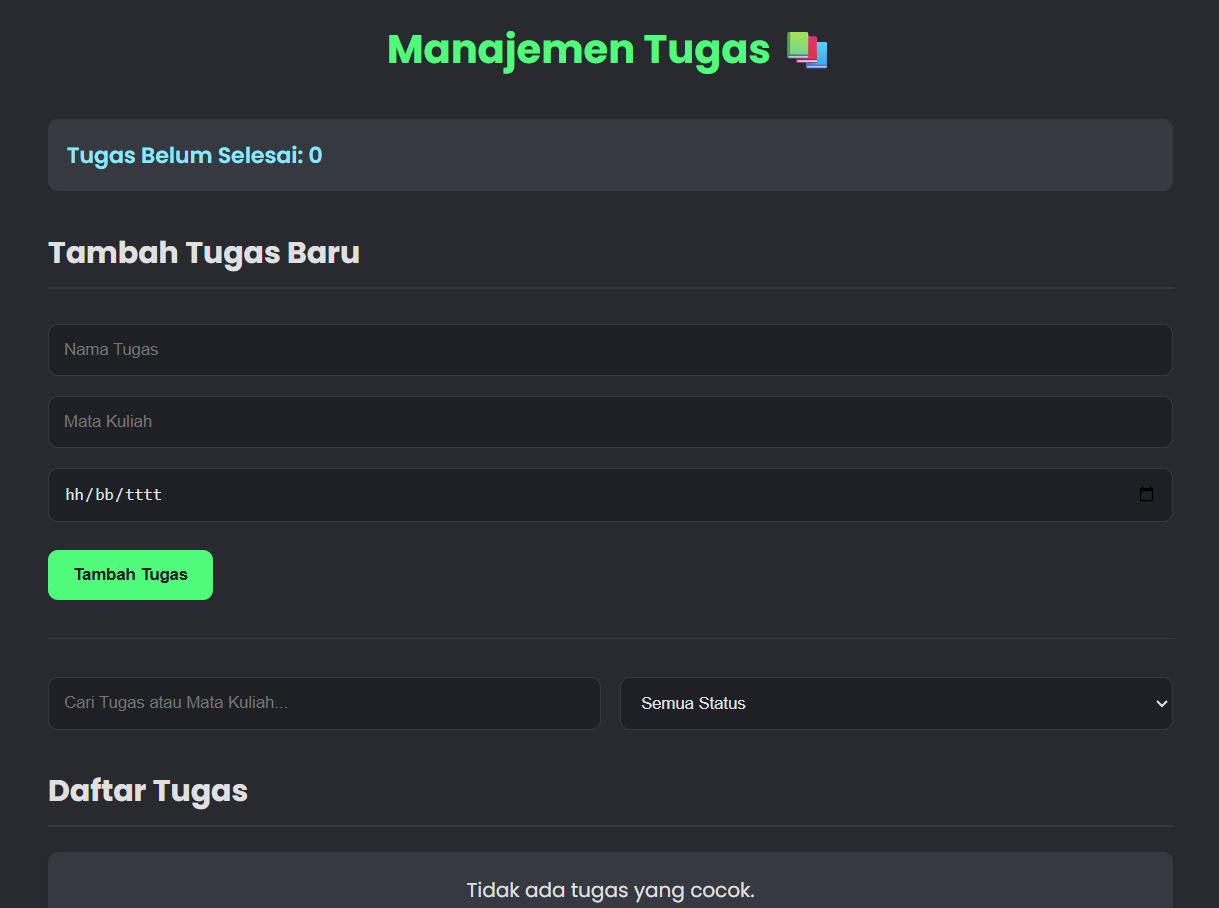 Manajemen Tugas
Tugas Belum Selesai: 0
Tambah Tugas Baru
Nama Tugas
Mata Kuliah
hh/bb/tttt
Tambah Tugas
Cari Tugas atau Mata Kuliah...
Semua Status
Daftar Tugas
Tidak ada tugas yang cocok.